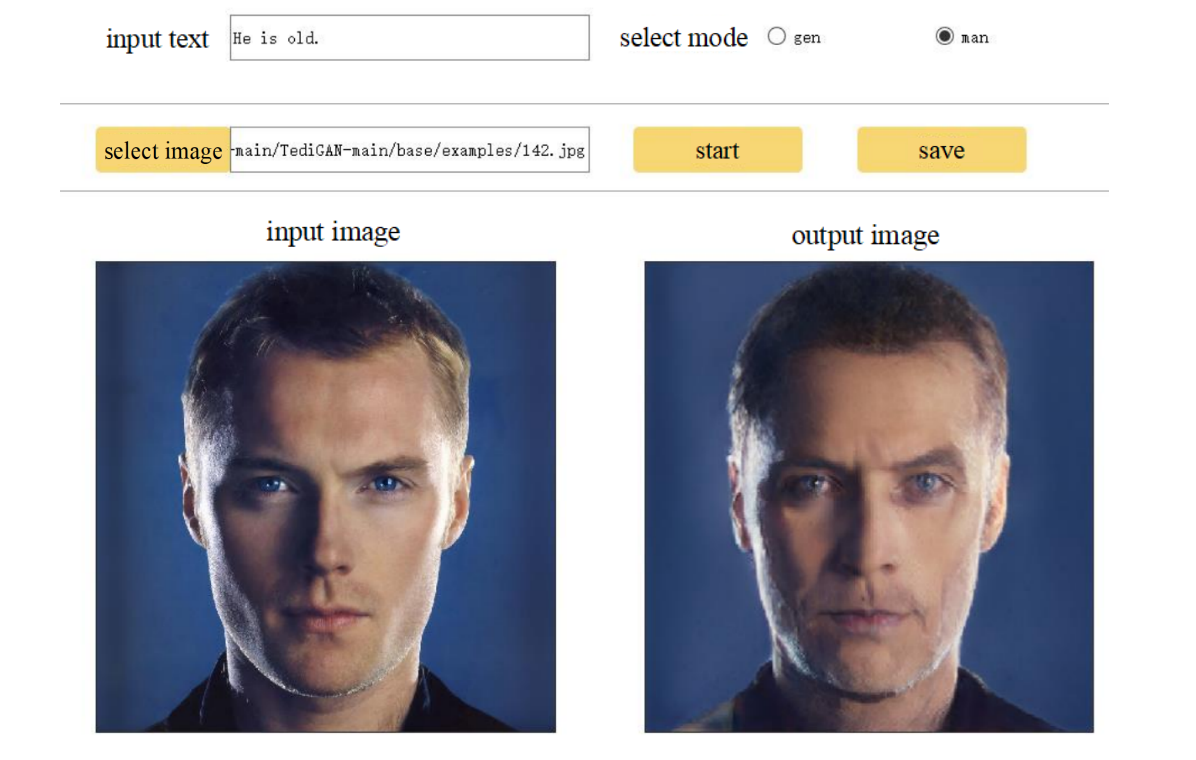 input text He is old. select mode gen man
select image -main/TediGAN-main/base/examples/142.jpg start save
input image output image